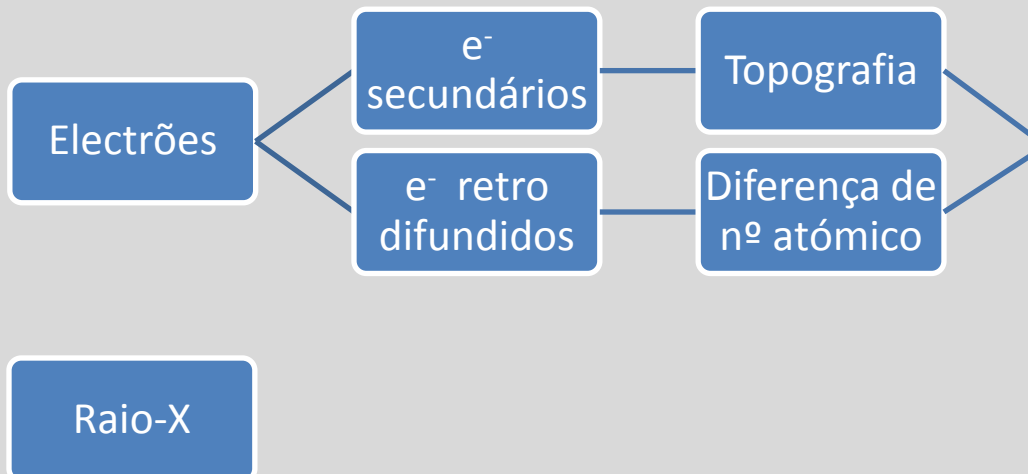 Electrões
e⁻
secundários
Topografia
e⁻ retro
difundidos
Diferença de
nº atómico
Raio-X